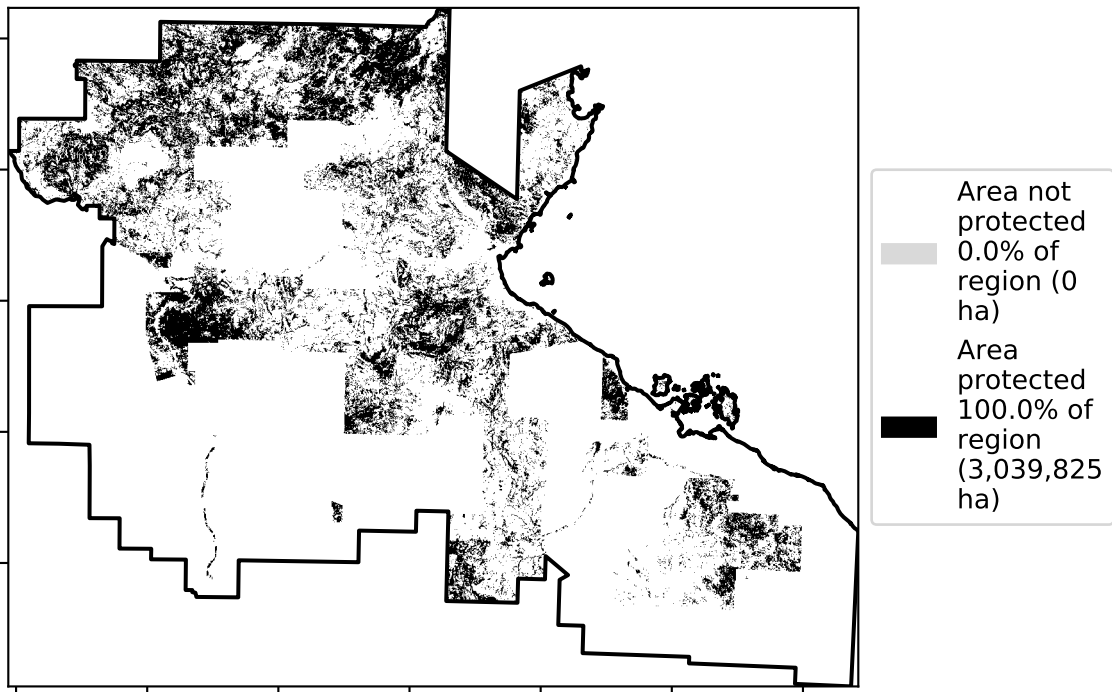 Area not
protected
0.0% of
region (0
ha)
Area
protected
100.0% of
region
(3,039,825
ha)